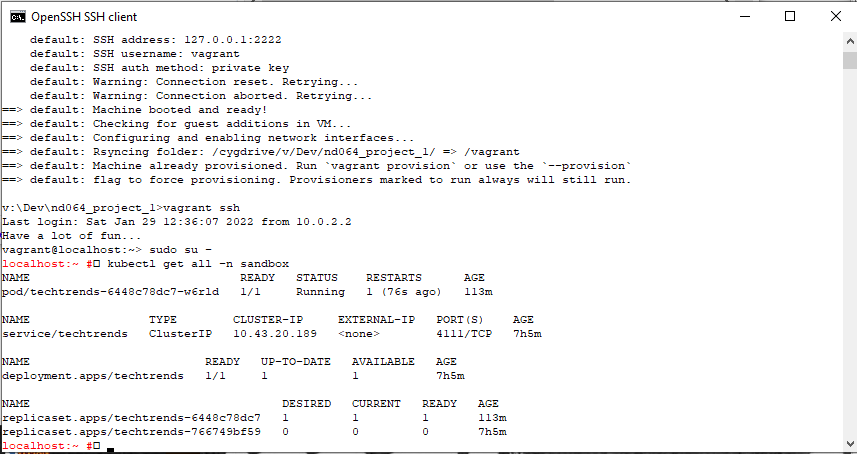 OpenSSH SSH client
    default: SSH address: 127.0.0.1:2222
    default: SSH username: vagrant
    default: SSH auth method: private key
    default: Warning: Connection reset. Retrying...
    default: Warning: Connection aborted. Retrying...
==> default: Machine booted and ready!
==> default: Checking for guest additions in VM...
==> default: Configuring and enabling network interfaces...
==> default: Rsyncing folder: /cygdrive/v/Dev/nd064_project_1/ => /vagrant
==> default: Machine already provisioned. Run `vagrant provision` or use the `--provision`
==> default: flag to force provisioning. Provisioners marked to run always will still run.
v:\Dev\nd064_project_1>vagrant ssh
Last login: Sat Jan 29 12:36:07 2022 from 10.0.2.2
Have a lot of fun...
vagrant@localhost:~> sudo su -
localhost:~ # kubectl get all -n sandbox
NAME                              READY   STATUS    RESTARTS      AGE
pod/techtrends-6448c78dc7-w6rld   1/1     Running   1 (76s ago)   113m
NAME                 TYPE        CLUSTER-IP     EXTERNAL-IP   PORT(S)    AGE
service/techtrends   ClusterIP   10.43.20.189   <none>        4111/TCP   7h5m
NAME                         READY   UP-TO-DATE   AVAILABLE   AGE
deployment.apps/techtrends   1/1     1            1           7h5m
NAME                                    DESIRED   CURRENT   READY   AGE
replicaset.apps/techtrends-6448c78dc7   1         1         1       113m
replicaset.apps/techtrends-766749bf59   0         0         0       7h5m
localhost:~ #